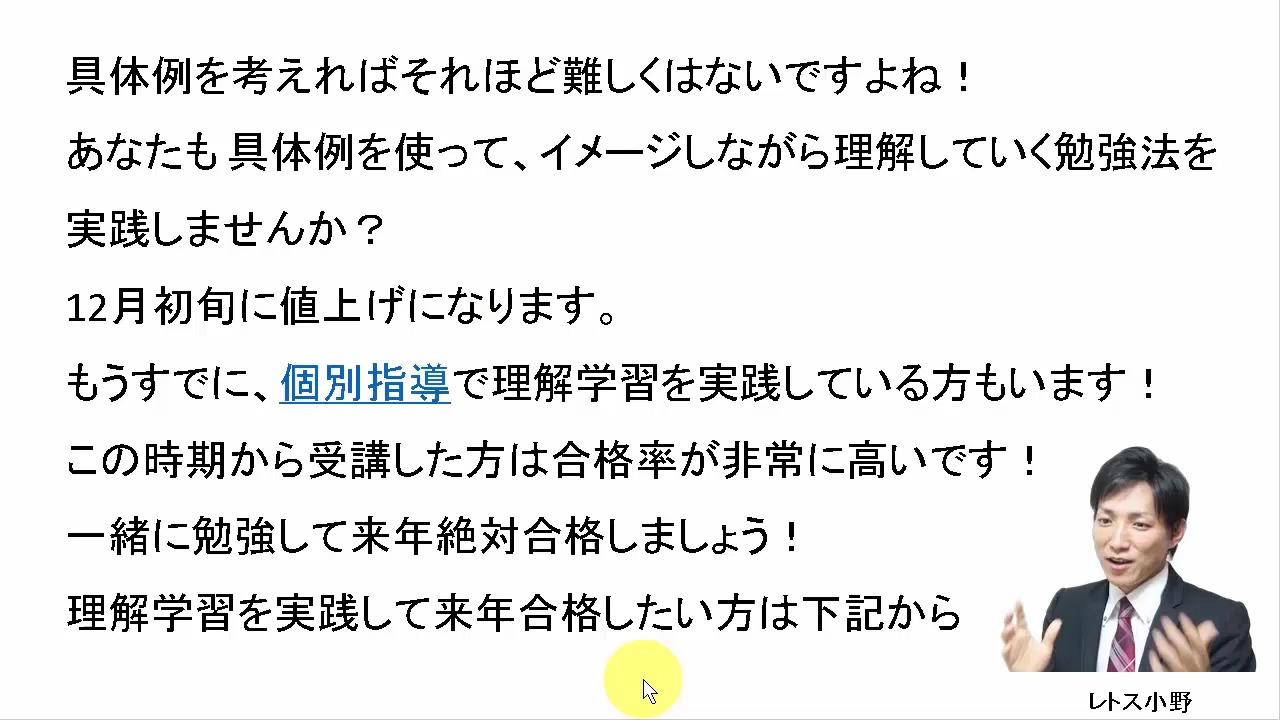 具体例を考えればそれほど難しくはないですよね！
あなたも具体例を使って、イメージしながら理解していく勉強法を
実践しませんか？
12月初旬に値上げになります。
もうすでに、個別指導で理解学習を実践している方もいます！
この時期から受講した方は合格率が非常に高いです！
一緒に勉強して来年絶対合格しましょう！
理解学習を実践して来年合格したい方は下記から
レトス小野